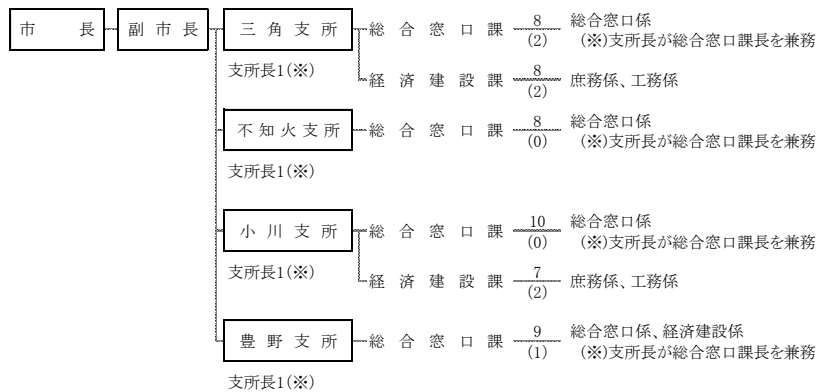 市長 副市長 三角支所 総合窓口課 8 総合窓口係
(2) (※)支所長が総合窓口課長を兼務
支所長1(※)
経済建設課 8 庶務係、工務係
(2)
不知火支所 総合窓口課 8 総合窓口係
(0) (※)支所長が総合窓口課長を兼務
支所長1(※)
小川支所 総合窓口課 10 総合窓口係
(0) (※)支所長が総合窓口課長を兼務
支所長1(※)
経済建設課 7 庶務係、工務係
(2)
豊野支所 総合窓口課 9 総合窓口係、経済建設係
(1) (※)支所長が総合窓口課長を兼務
支所長1(※)